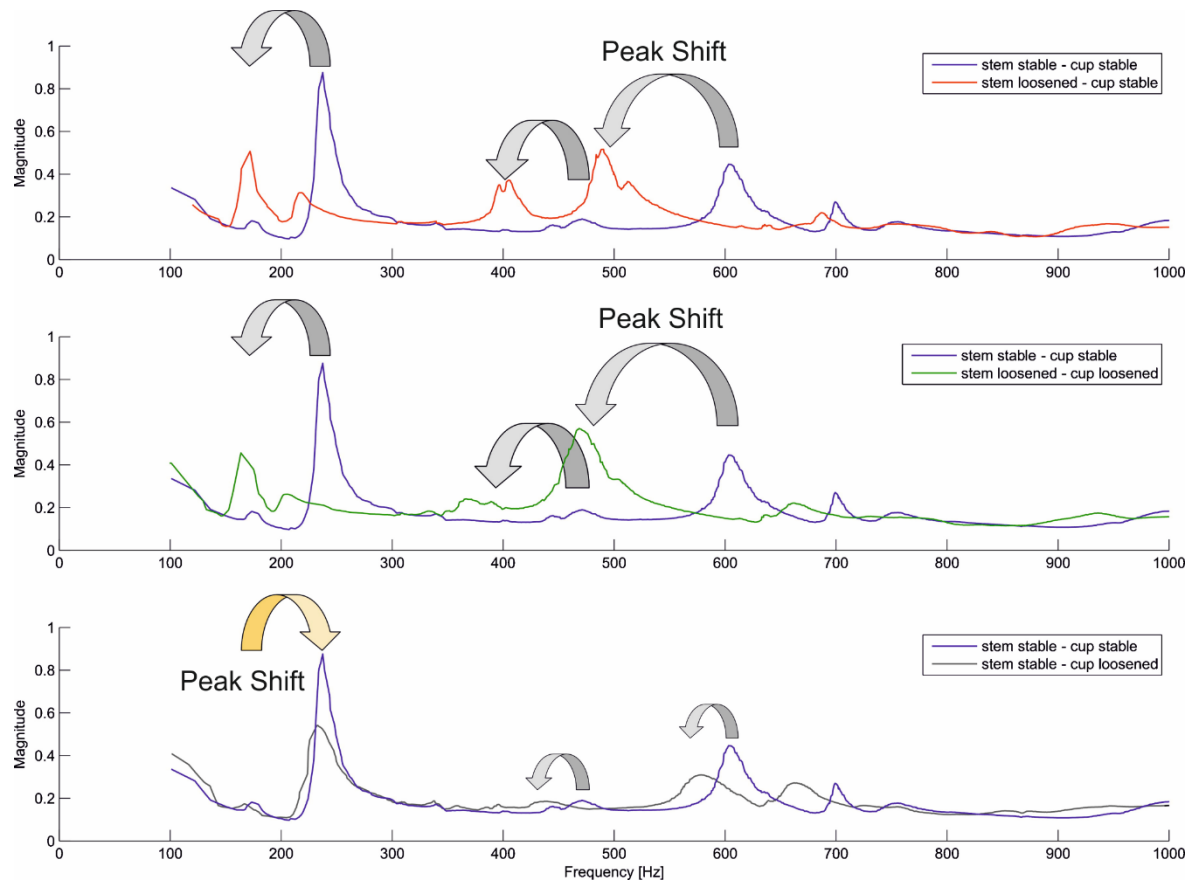 Peak Shift
stem stable - cup stable
stem loosened - cup stable
Magnitude
1
0.8
0.6
0.4
0.2
0
0 100 200 300 400 500 600 700 800 900 1000
Peak Shift
stem stable - cup stable
stem loosened - cup loosened
Magnitude
1
0.8
0.6
0.4
0.2
0
0 100 200 300 400 500 600 700 800 900 1000
Peak Shift
stem stable - cup stable
stem stable - cup loosened
Magnitude
1
0.8
0.6
0.4
0.2
0
0 100 200 300 400 500 600 700 800 900 1000
Frequency [Hz]